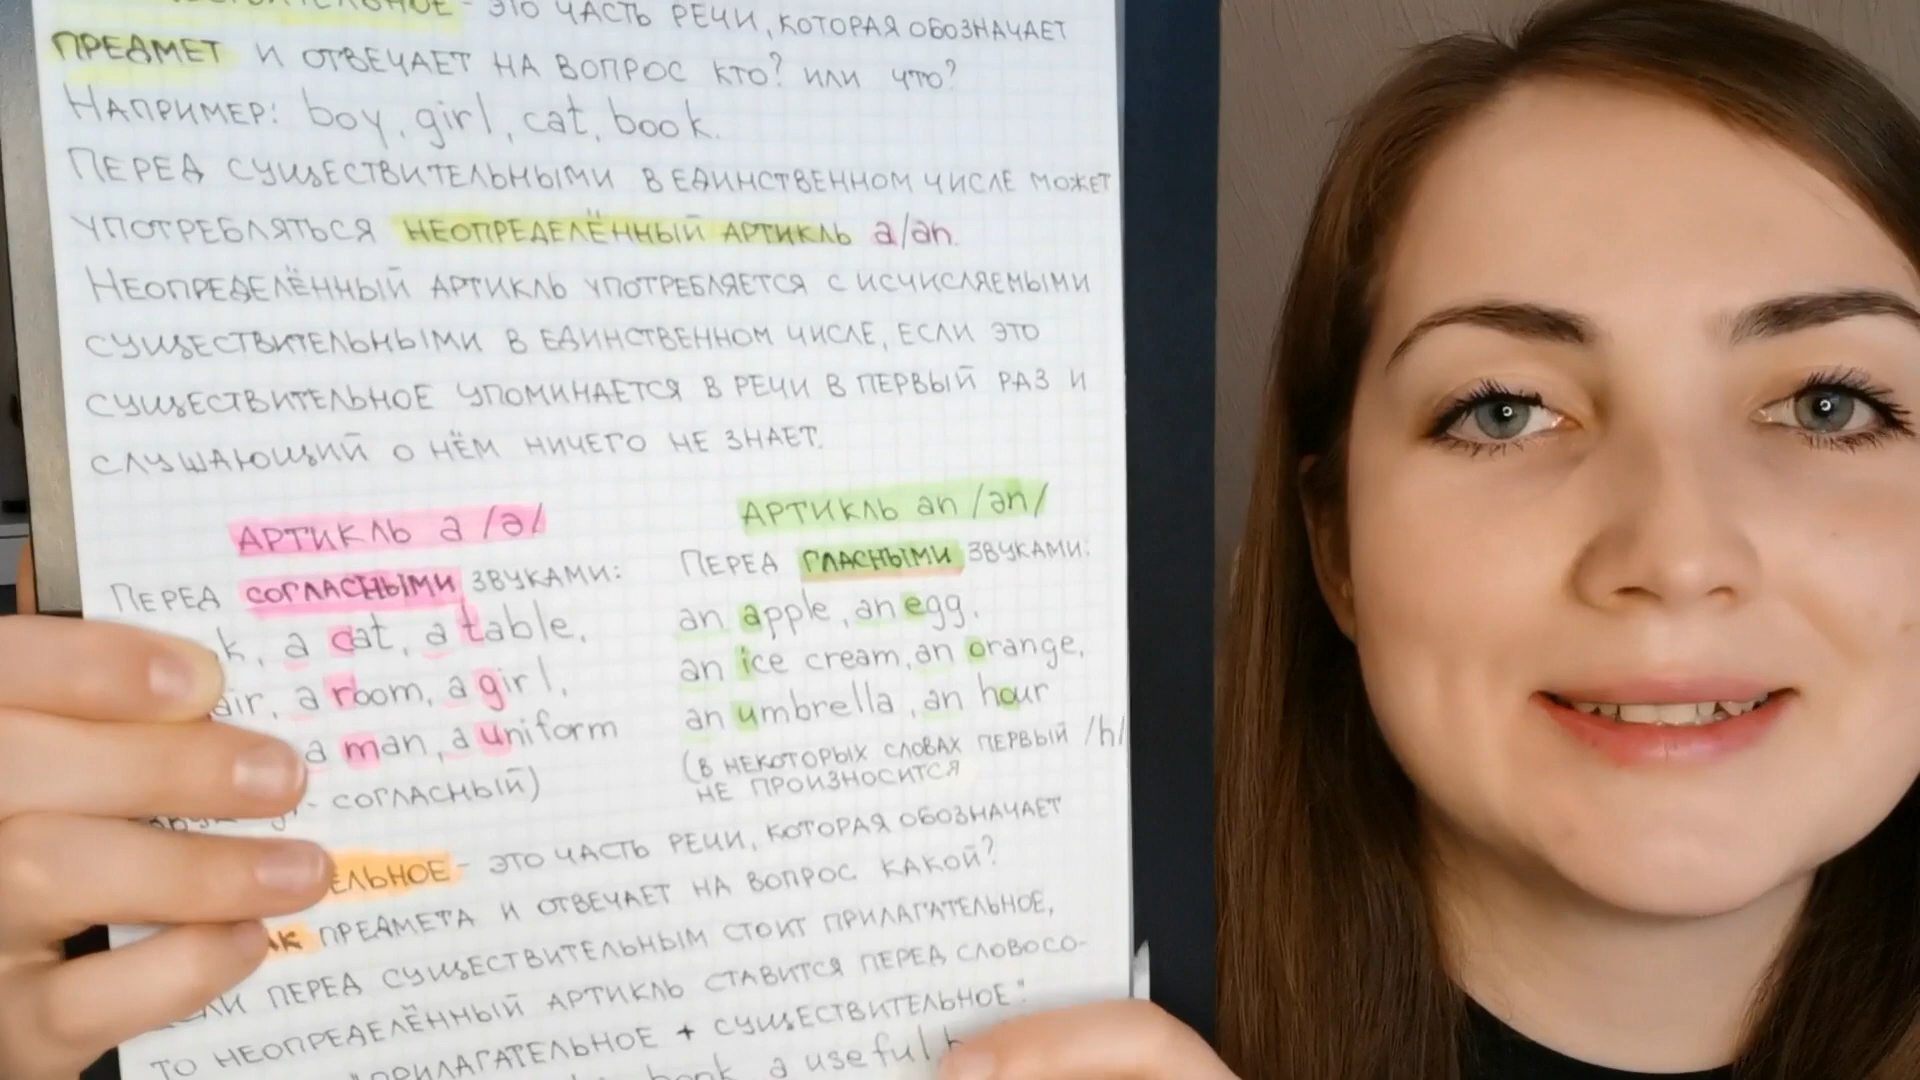 - ЭТО ЧАСТЬ РЕЧИ, КОТОРАЯ ОБОЗНАЧАЕТ
ПРЕДМЕТ И ОТВЕЧАЕТ НА ВОПРОС КТО? ИЛИ ЧТО?
НАПРИМЕР: boy, girl, cat, book.
ПЕРЕД СУЩЕСТВИТЕЛЬНЫМИ В ЕДИНСТВЕННОМ ЧИСЛЕ МОЖЕТ
УПОТРЕБЛЯТЬСЯ НЕОПРЕДЕЛЁННЫЙ АРТИКЛЬ a/an.
НЕОПРЕДЕЛЁННЫЙ АРТИКЛЬ УПОТРЕБЛЯЕТСЯ С ИСЧИСЛЯЕМЫМИ
СУЩЕСТВИТЕЛЬНЫМИ В ЕДИНСТВЕННОМ ЧИСЛЕ, ЕСЛИ ЭТО
СУЩЕСТВИТЕЛЬНОЕ УПОМИНАЕТСЯ В РЕЧИ В ПЕРВЫЙ РАЗ И
СЛУШАЮЩИЙ О НЁМ НИЧЕГО НЕ ЗНАЕТ.
АРТИКЛЬ a /ə/
ПЕРЕД СОГЛАСНЫМИ ЗВУКАМИ:
k, a cat, a table,
air, a room, a girl,
a man, a uniform
- СОГЛАСНЫЙ)
АРТИКЛЬ an /ən/
ПЕРЕД ГЛАСНЫМИ ЗВУКАМИ:
an apple, an egg,
an ice cream, an orange,
an umbrella, an hour
(В НЕКОТОРЫХ СЛОВАХ ПЕРВЫЙ /h/
НЕ ПРОИЗНОСИТСЯ
ЕЛЬНОЕ - ЭТО ЧАСТЬ РЕЧИ, КОТОРАЯ ОБОЗНАЧАЕТ
АК ПРЕДМЕТА И ОТВЕЧАЕТ НА ВОПРОС КАКОЙ?
ЛИ ПЕРЕД СУЩЕСТВИТЕЛЬНЫМ СТОИТ ПРИЛАГАТЕЛЬНОЕ,
ТО НЕОПРЕДЕЛЁННЫЙ АРТИКЛЬ СТАВИТСЯ ПЕРЕД СЛОВОСО-
"ПРИЛАГАТЕЛЬНОЕ + СУЩЕСТВИТЕЛЬНОЕ".
book, a useful